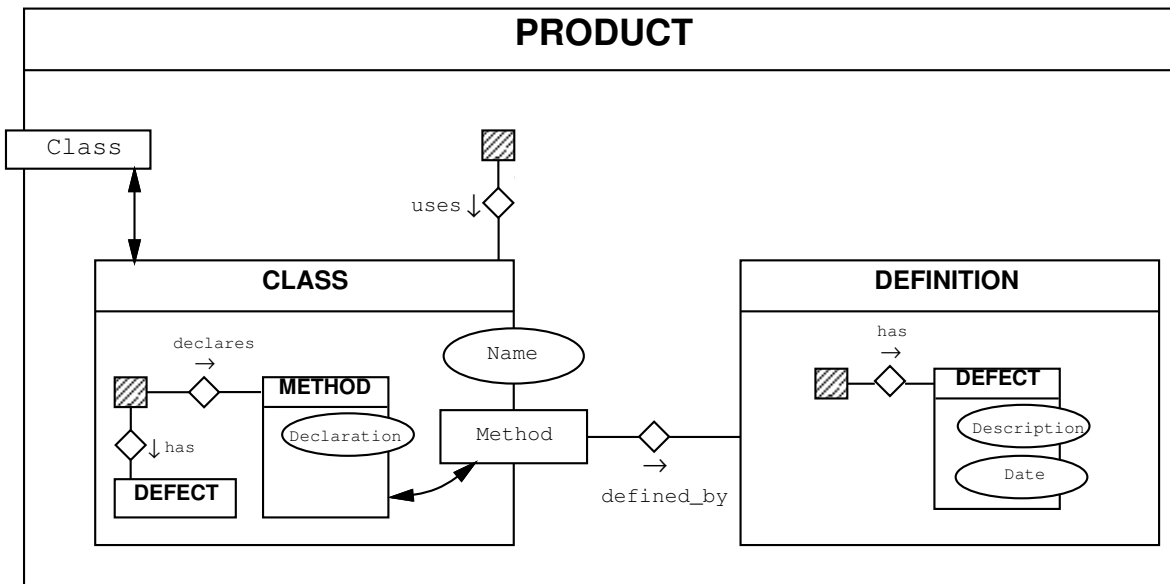 PRODUCT
Class
uses ↓
CLASS
DEFINITION
Name
declares
→
has
→
METHOD
DEFECT
Declaration
Method
Description
↓ has
→
defined_by
Date
DEFECT